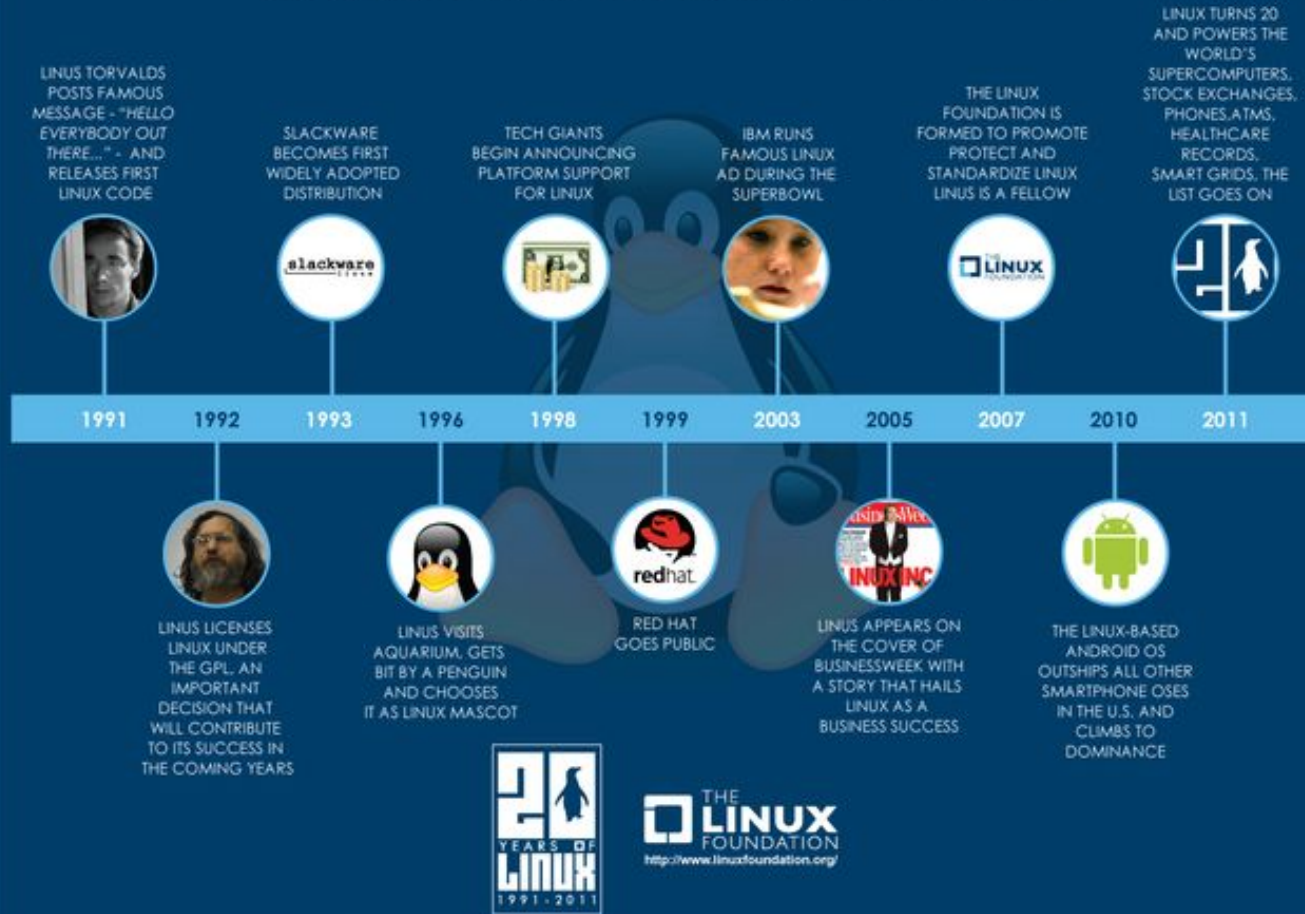 LINUS TORVALDS
POSTS FAMOUS
MESSAGE - "HELLO
EVERYBODY OUT
THERE..." - AND
RELEASES FIRST
LINUX CODE
SLACKWARE
BECOMES FIRST
WIDELY ADOPTED
DISTRIBUTION
slackware
linux
TECH GIANTS
BEGIN ANNOUNCING
PLATFORM SUPPORT
FOR LINUX
IBM RUNS
FAMOUS LINUX
AD DURING THE
SUPERBOWL
THE LINUX
FOUNDATION IS
FORMED TO PROMOTE
PROTECT AND
STANDARDIZE LINUX
LINUS IS A FELLOW
THE
LINUX
FOUNDATION
LINUX TURNS 20
AND POWERS THE
WORLD'S
SUPERCOMPUTERS,
STOCK EXCHANGES,
PHONES,ATMS,
HEALTHCARE
RECORDS,
SMART GRIDS, THE
LIST GOES ON
1991 1992 1993 1996 1998 1999 2003 2005 2007 2010 2011
LINUS LICENSES
LINUX UNDER
THE GPL, AN
IMPORTANT
DECISION THAT
WILL CONTRIBUTE
TO ITS SUCCESS IN
THE COMING YEARS
LINUS VISITS
AQUARIUM, GETS
BIT BY A PENGUIN
AND CHOOSES
IT AS LINUX MASCOT
redhat.
RED HAT
GOES PUBLIC
usinessWee
INUX INC
LINUS APPEARS ON
THE COVER OF
BUSINESSWEEK WITH
A STORY THAT HAILS
LINUX AS A
BUSINESS SUCCESS
THE LINUX-BASED
ANDROID OS
OUTSHIPS ALL OTHER
SMARTPHONE OSES
IN THE U.S. AND
CLIMBS TO
DOMINANCE
20
YEARS OF
LINUX
1991-2011
THE
LINUX
FOUNDATION
http://www.linuxfoundation.org/